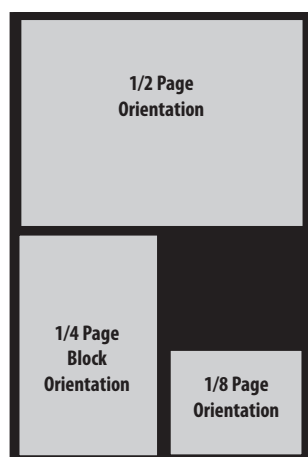 1/2 Page
Orientation
1/4 Page
Block
Orientation
1/8 Page
Orientation